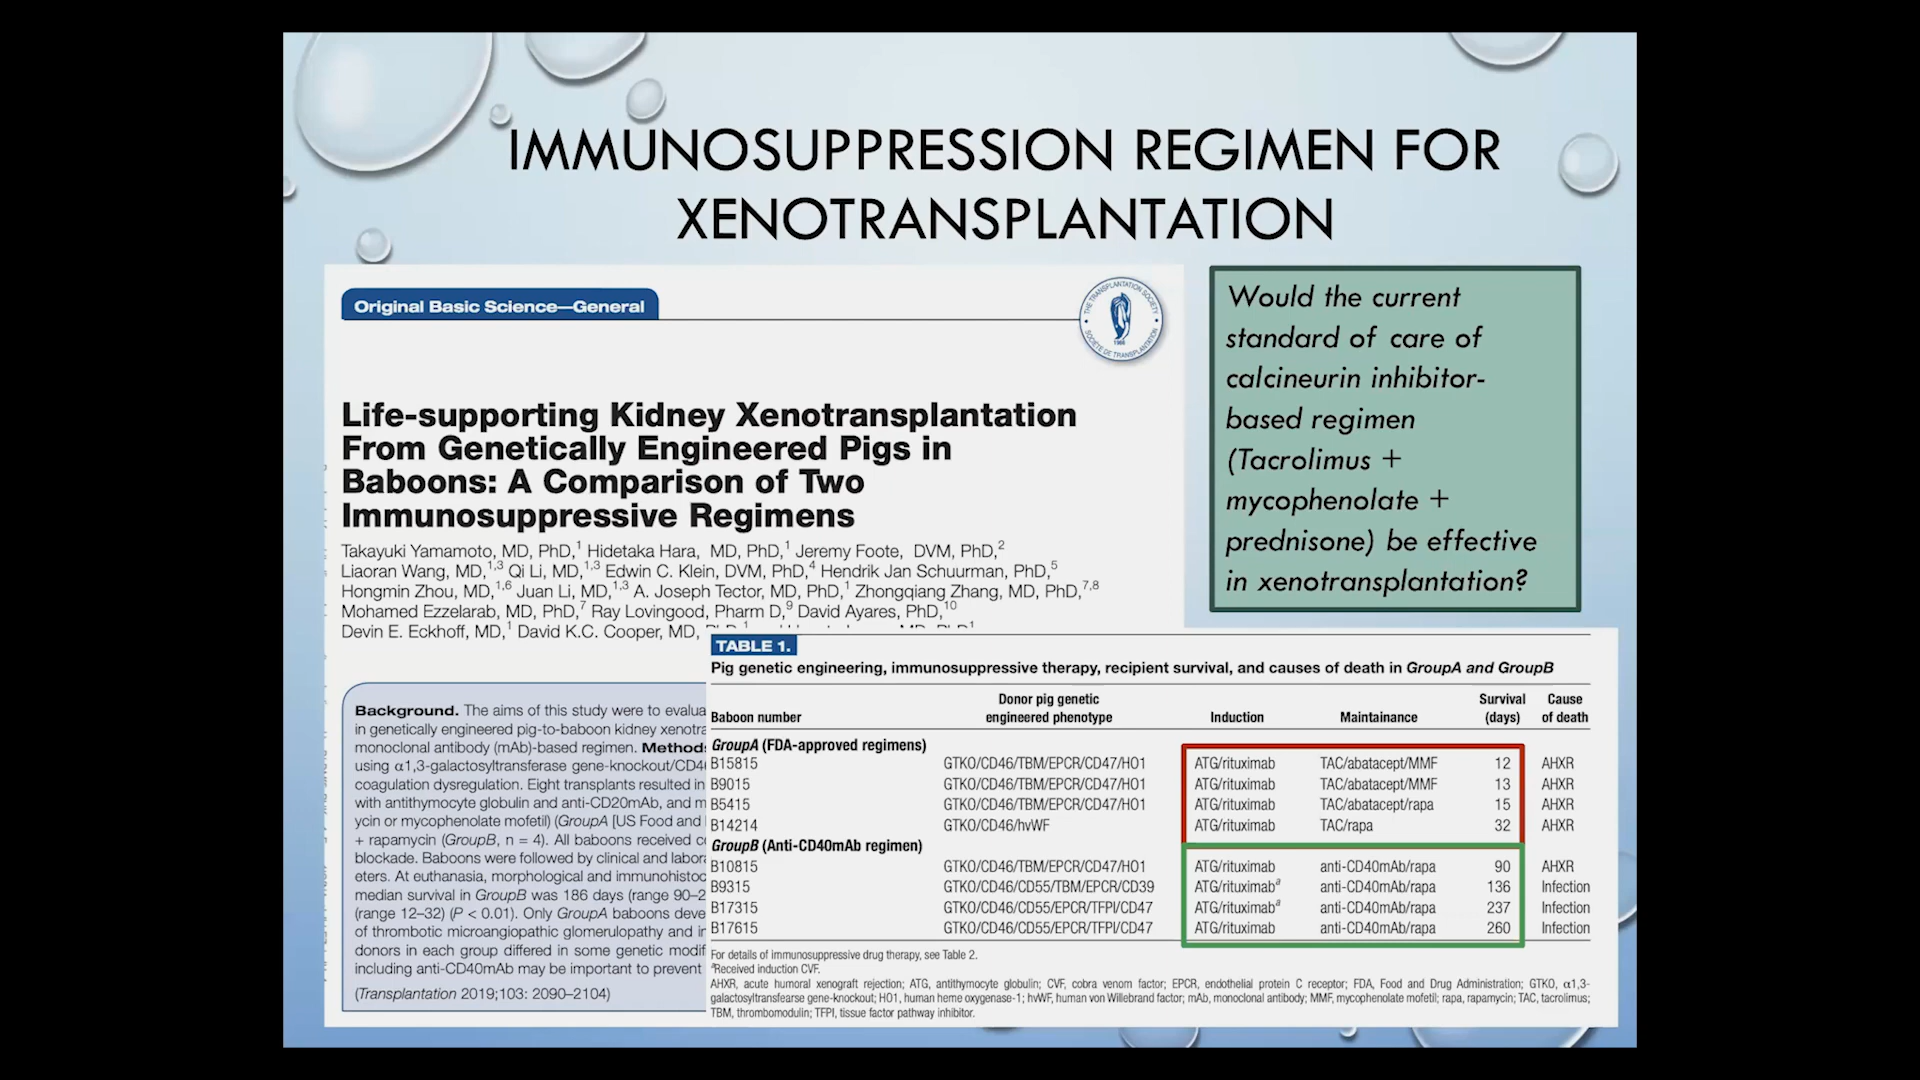 IMMUNOSUPPRESSION REGIMEN FOR
XENOTRANSPLANTATION
Original Basic Science—General
THE TRANSPLANTATION SOCIETY
SOCIÉTÉ DE TRANSPLANTATION
1966
Life-supporting Kidney Xenotransplantation
From Genetically Engineered Pigs in
Baboons: A Comparison of Two
Immunosuppressive Regimens
Takayuki Yamamoto, MD, PhD,1 Hidetaka Hara, MD, PhD,1 Jeremy Foote, DVM, PhD,2
Liaoran Wang, MD,1,3 Qi Li, MD,1,3 Edwin C. Klein, DVM, PhD,4 Hendrik Jan Schuurman, PhD,5
Hongmin Zhou, MD,1,6 Juan Li, MD,1,3 A. Joseph Tector, MD, PhD,1 Zhongqiang Zhang, MD, PhD,7,8
Mohamed Ezzelarab, MD, PhD,7 Ray Lovingood, Pharm D,9 David Ayares, PhD,10
Devin E. Eckhoff, MD,1 David K.C. Cooper, MD,
Background. The aims of this study were to evalua
in genetically engineered pig-to-baboon kidney xenotra
monoclonal antibody (mAb)-based regimen. Methods
using α1,3-galactosyltransferase gene-knockout/CD4
coagulation dysregulation. Eight transplants resulted in
with antithymocyte globulin and anti-CD20mAb, and m
ycin or mycophenolate mofetil) (GroupA [US Food and
+ rapamycin (GroupB, n = 4). All baboons received c
blockade. Baboons were followed by clinical and labora
eters. At euthanasia, morphological and immunohistoc
median survival in GroupB was 186 days (range 90–2
(range 12–32) (P < 0.01). Only GroupA baboons deve
of thrombotic microangiopathic glomerulopathy and in
donors in each group differed in some genetic modif
including anti-CD40mAb may be important to prevent
(Transplantation 2019;103: 2090–2104)
Would the current
standard of care of
calcineurin inhibitor-
based regimen
(Tacrolimus +
mycophenolate +
prednisone) be effective
in xenotransplantation?
TABLE 1.
Pig genetic engineering, immunosuppressive therapy, recipient survival, and causes of death in GroupA and GroupB
Baboon number Donor pig genetic engineered phenotype Induction Maintainance Survival (days) Cause of death
GroupA (FDA-approved regimens)
B15815 GTKO/CD46/TBM/EPCR/CD47/HO1 ATG/rituximab TAC/abatacept/MMF 12 AHXR
B9015 GTKO/CD46/TBM/EPCR/CD47/HO1 ATG/rituximab TAC/abatacept/MMF 13 AHXR
B5415 GTKO/CD46/TBM/EPCR/CD47/HO1 ATG/rituximab TAC/abatacept/rapa 15 AHXR
B14214 GTKO/CD46/hvWF ATG/rituximab TAC/rapa 32 AHXR
GroupB (Anti-CD40mAb regimen)
B10815 GTKO/CD46/TBM/EPCR/CD47/HO1 ATG/rituximab anti-CD40mAb/rapa 90 AHXR
B9315 GTKO/CD46/CD55/TBM/EPCR/CD39 ATG/rituximaba anti-CD40mAb/rapa 136 Infection
B17315 GTKO/CD46/CD55/EPCR/TFPI/CD47 ATG/rituximaba anti-CD40mAb/rapa 237 Infection
B17615 GTKO/CD46/CD55/EPCR/TFPI/CD47 ATG/rituximab anti-CD40mAb/rapa 260 Infection
For details of immunosuppressive drug therapy, see Table 2.
aReceived induction CVF.
AHXR, acute humoral xenograft rejection; ATG, antithymocyte globulin; CVF, cobra venom factor; EPCR, endothelial protein C receptor; FDA, Food and Drug Administration; GTKO, α1,3-
galactosyltransfearse gene-knockout; HO1, human heme oxygenase-1; hvWF, human von Willebrand factor; mAb, monoclonal antibody; MMF, mycophenolate mofetil; rapa, rapamycin; TAC, tacrolimus;
TBM, thrombomodulin; TFPI, tissue factor pathway inhibitor.